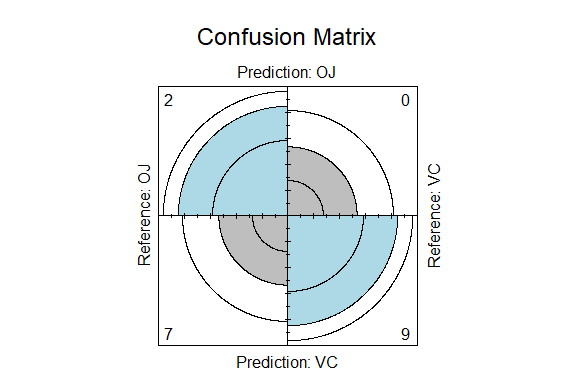 Confusion Matrix
Prediction: OJ
2
0
Reference: OJ
Reference: VC
7
9
Prediction: VC